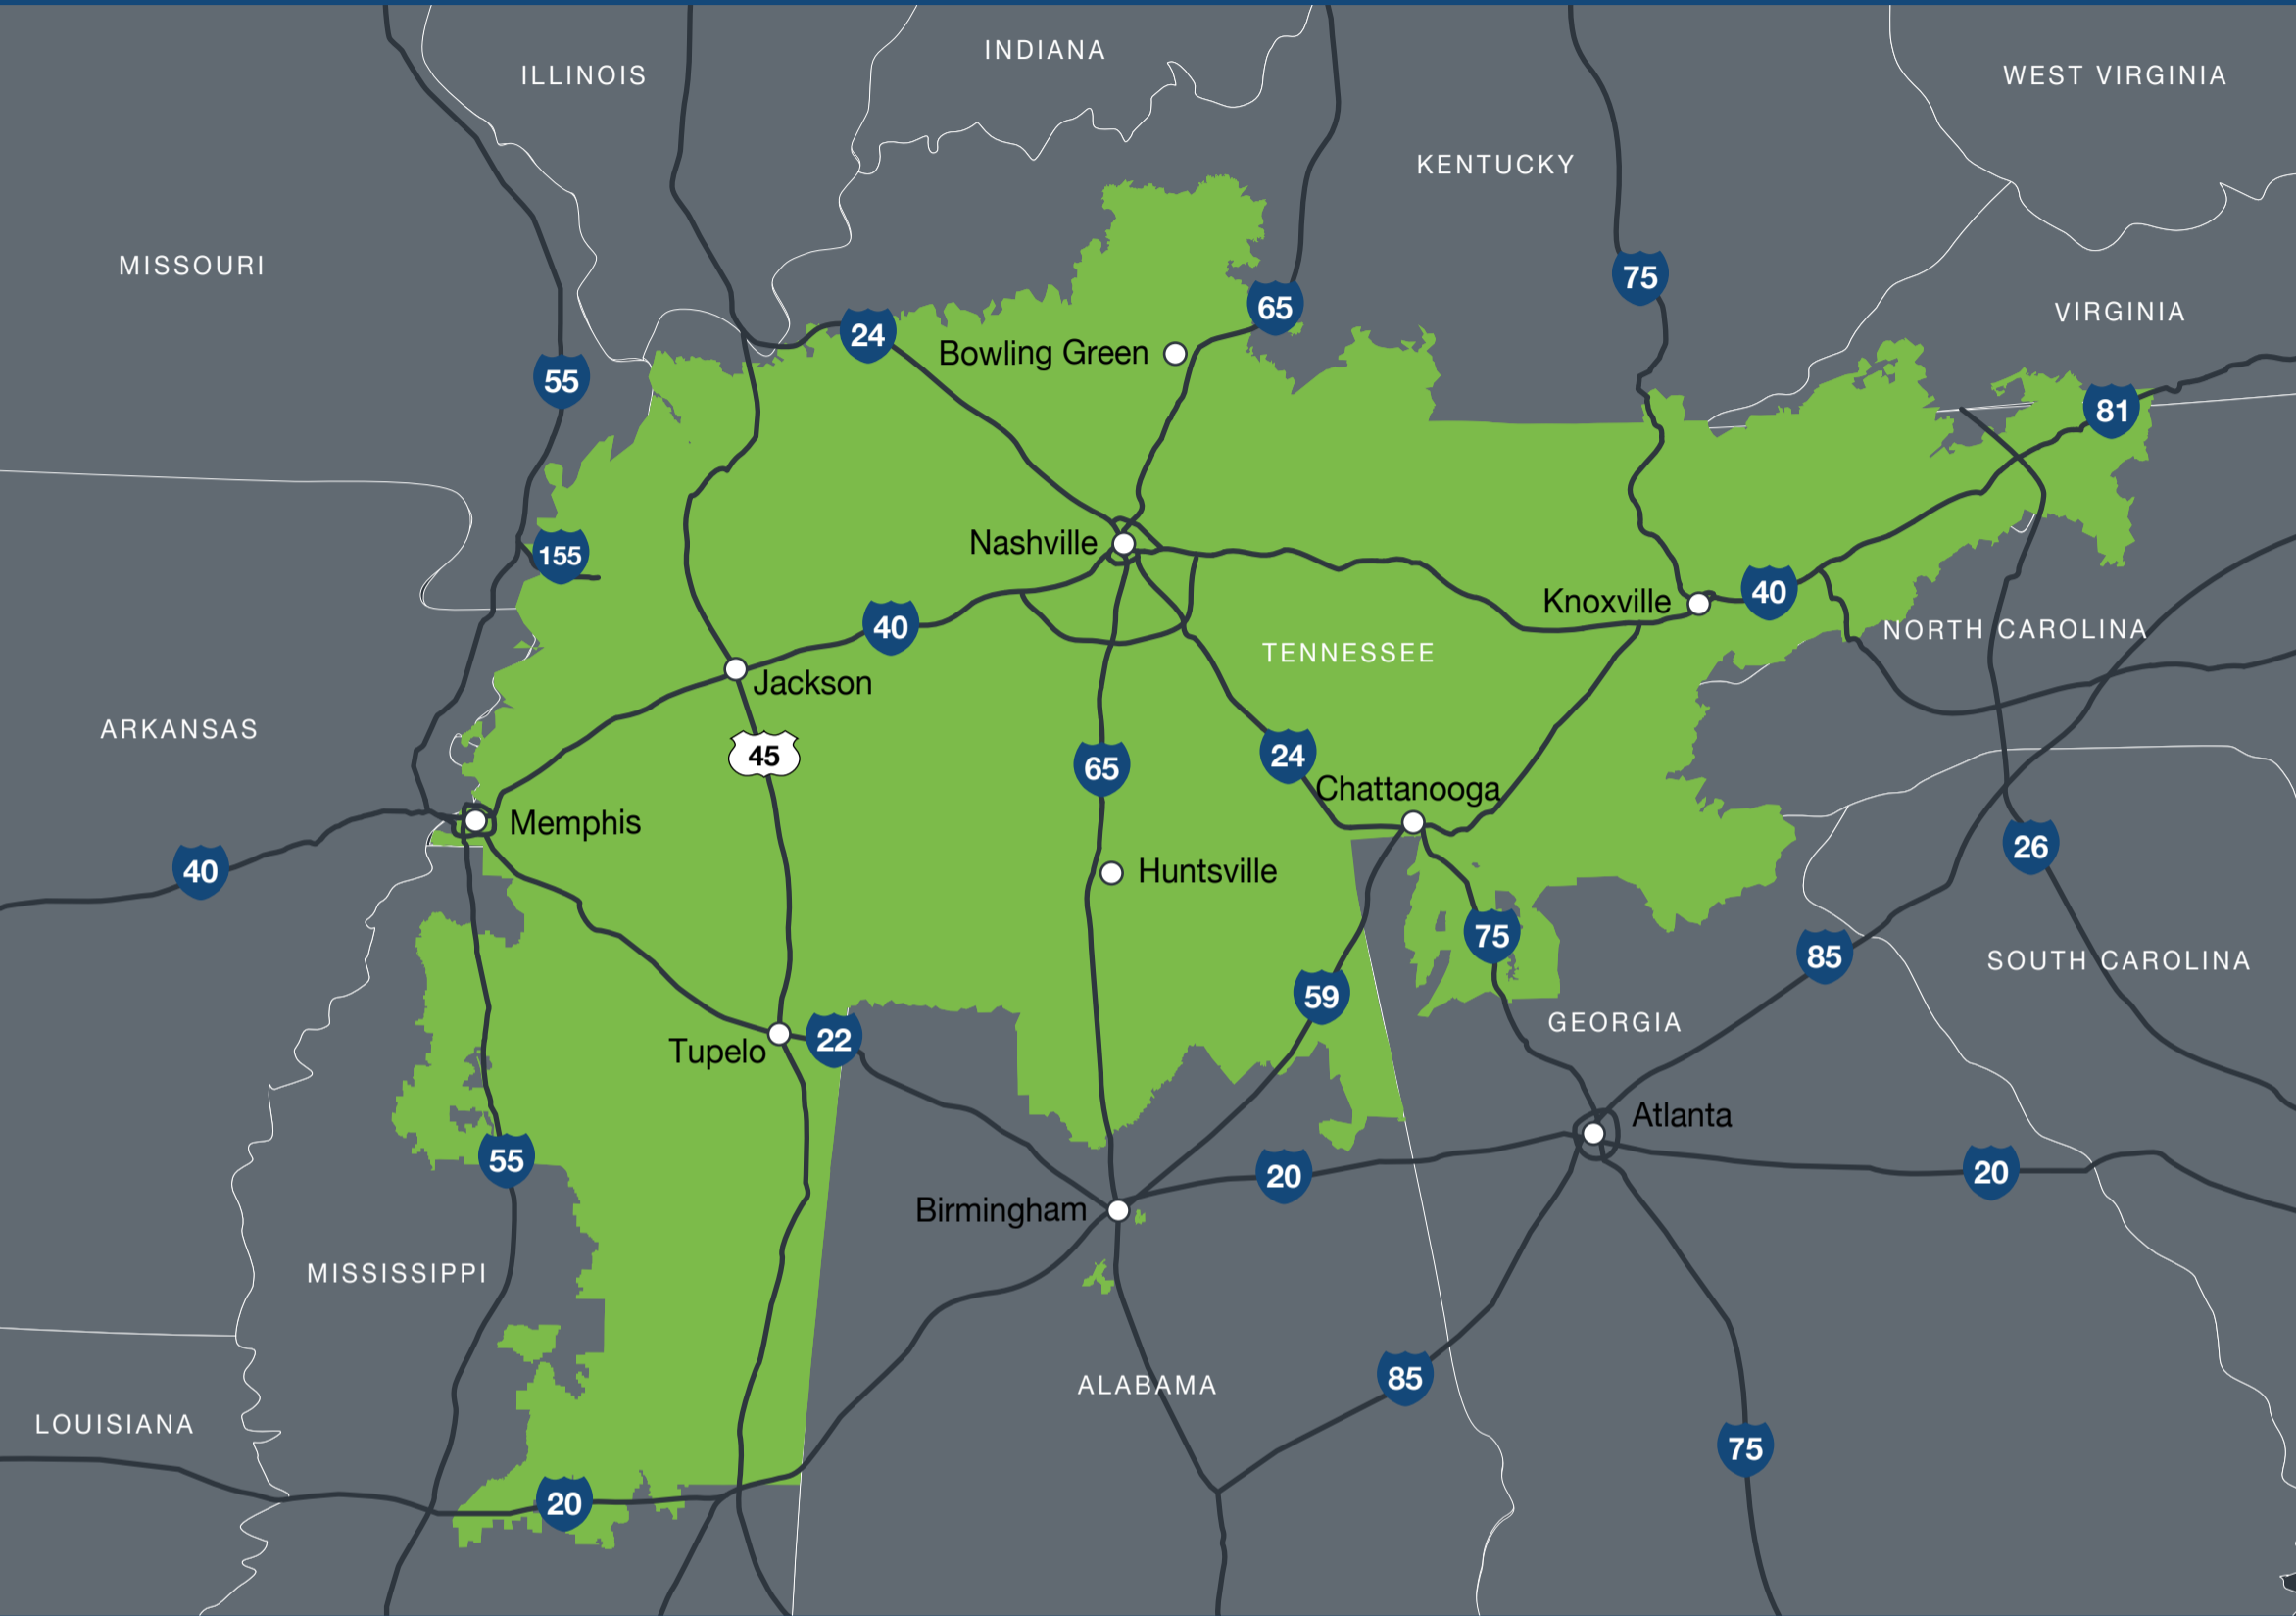 INDIANA
ILLINOIS
WEST VIRGINIA
KENTUCKY
MISSOURI
75
65
VIRGINIA
24
Bowling Green
55
81
Nashville
155
40
Knoxville
40
NORTH CAROLINA
TENNESSEE
Jackson
ARKANSAS
45
24
65
Chattanooga
Memphis
26
40
Huntsville
75
85
SOUTH CAROLINA
59
GEORGIA
22
Tupelo
Atlanta
55
20
20
Birmingham
MISSISSIPPI
85
ALABAMA
LOUISIANA
75
20